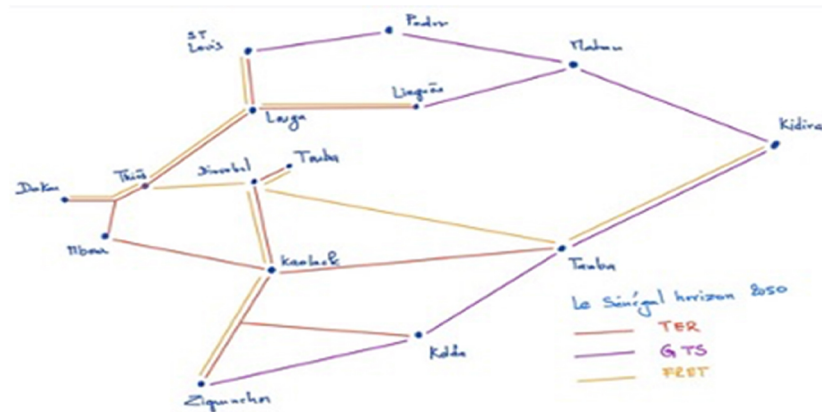 ST
Louis
Podor
Matam
Linguère
Louga
Kidira
Thiès
Diourbel
Touba
Dakar
Mbour
Kaolack
Tamba
Kolda
Ziguinchor
Le Sénégal horizon 2050
TER
GTS
FRET